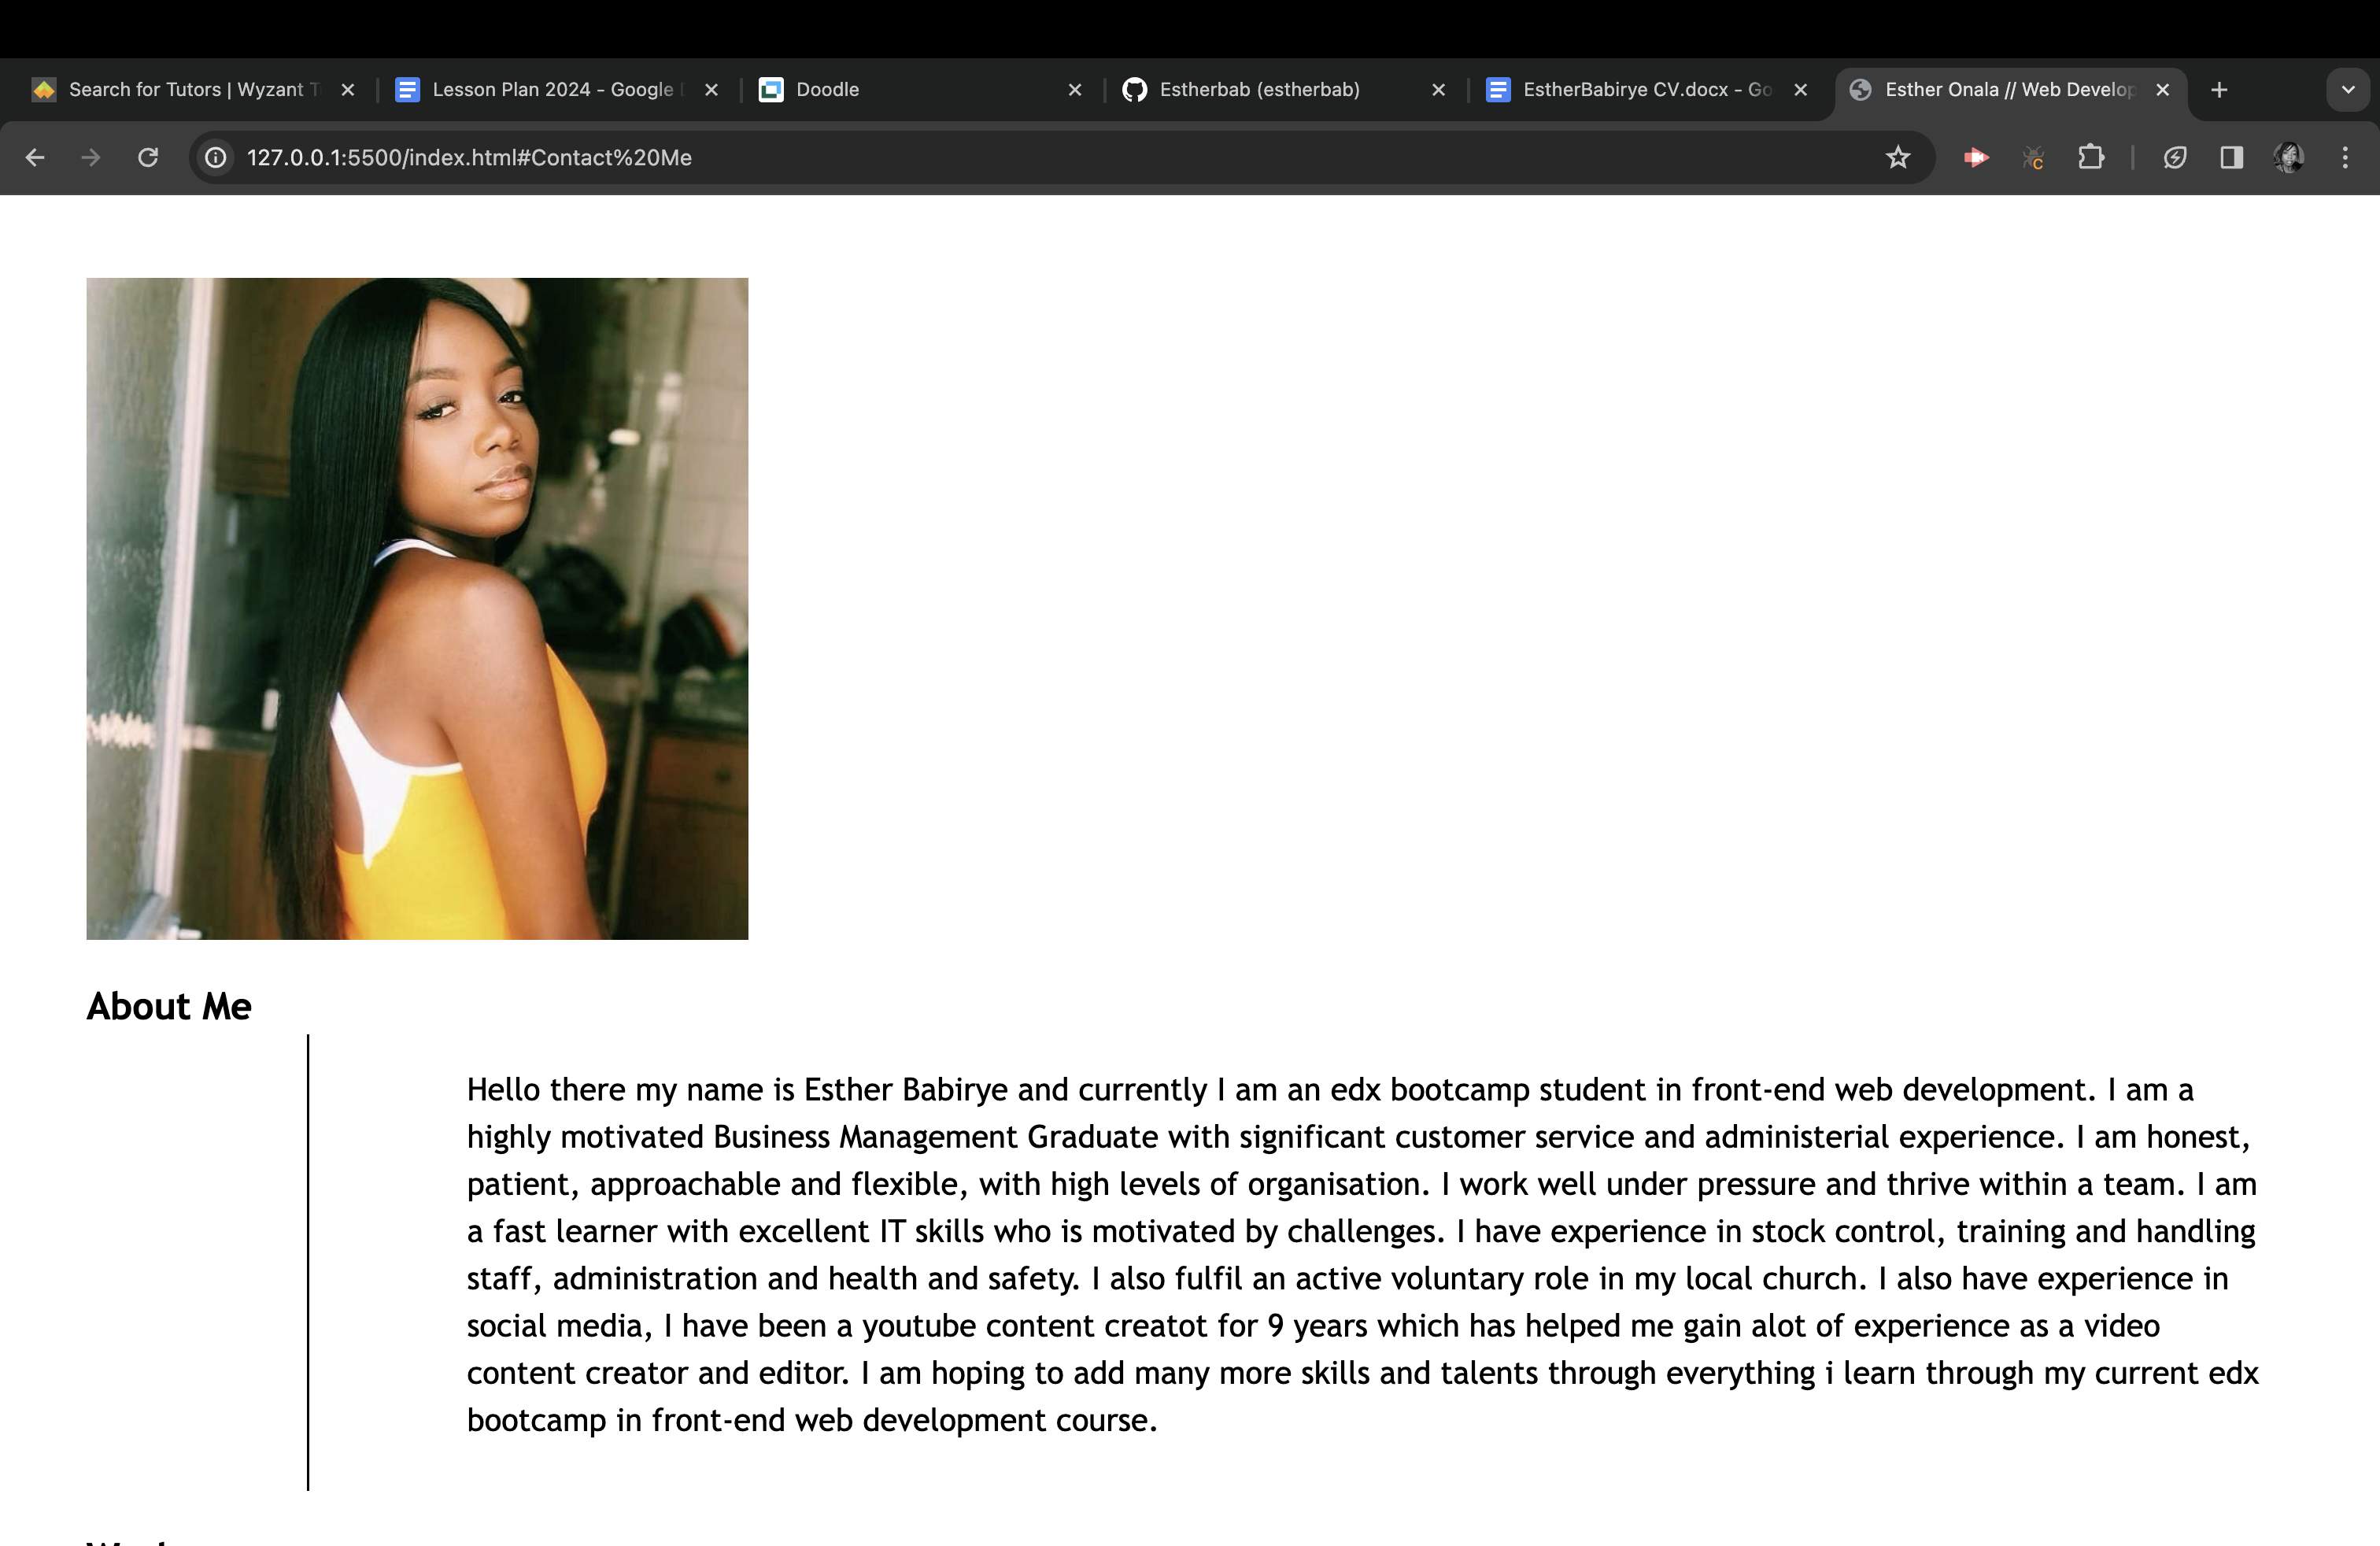 Search for Tutors | Wyzant T
Lesson Plan 2024 - Google
Doodle
Estherbab (estherbab)
EstherBabirye CV.docx - Go
Esther Onala // Web Develop
127.0.0.1:5500/index.html#Contact%20Me
About Me
Hello there my name is Esther Babirye and currently I am an edx bootcamp student in front-end web development. I am a
highly motivated Business Management Graduate with significant customer service and administerial experience. I am honest,
patient, approachable and flexible, with high levels of organisation. I work well under pressure and thrive within a team. I am
a fast learner with excellent IT skills who is motivated by challenges. I have experience in stock control, training and handling
staff, administration and health and safety. I also fulfil an active voluntary role in my local church. I also have experience in
social media, I have been a youtube content creatot for 9 years which has helped me gain alot of experience as a video
content creator and editor. I am hoping to add many more skills and talents through everything i learn through my current edx
bootcamp in front-end web development course.